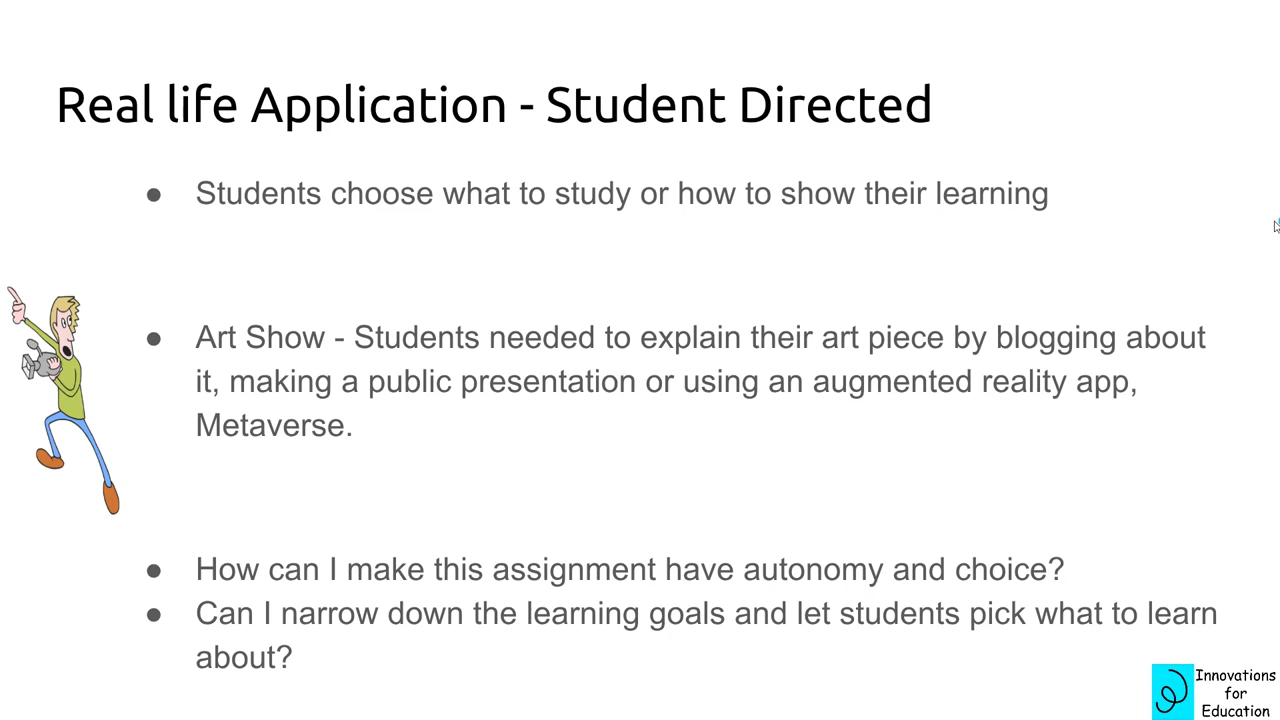 Real life Application - Student Directed
● Students choose what to study or how to show their learning
● Art Show - Students needed to explain their art piece by blogging about
it, making a public presentation or using an augmented reality app,
Metaverse.
● How can I make this assignment have autonomy and choice?
● Can I narrow down the learning goals and let students pick what to learn
about?
Innovations
for
Education